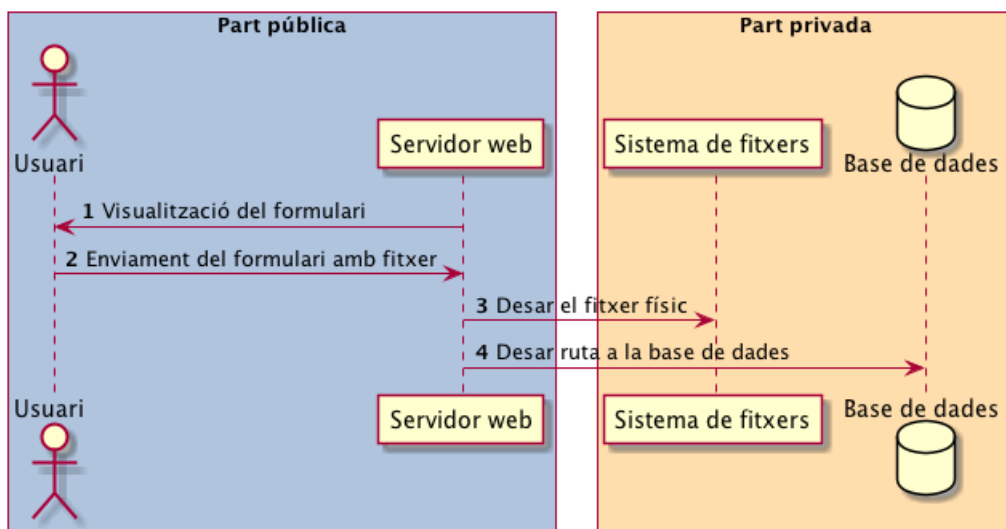 Part pública
Part privada
Usuari
Servidor web
Sistema de fitxers
Base de dades
1 Visualització del formulari
2 Enviament del formulari amb fitxer
3 Desar el fitxer físic
4 Desar ruta a la base de dades
Usuari
Servidor web
Sistema de fitxers
Base de dades